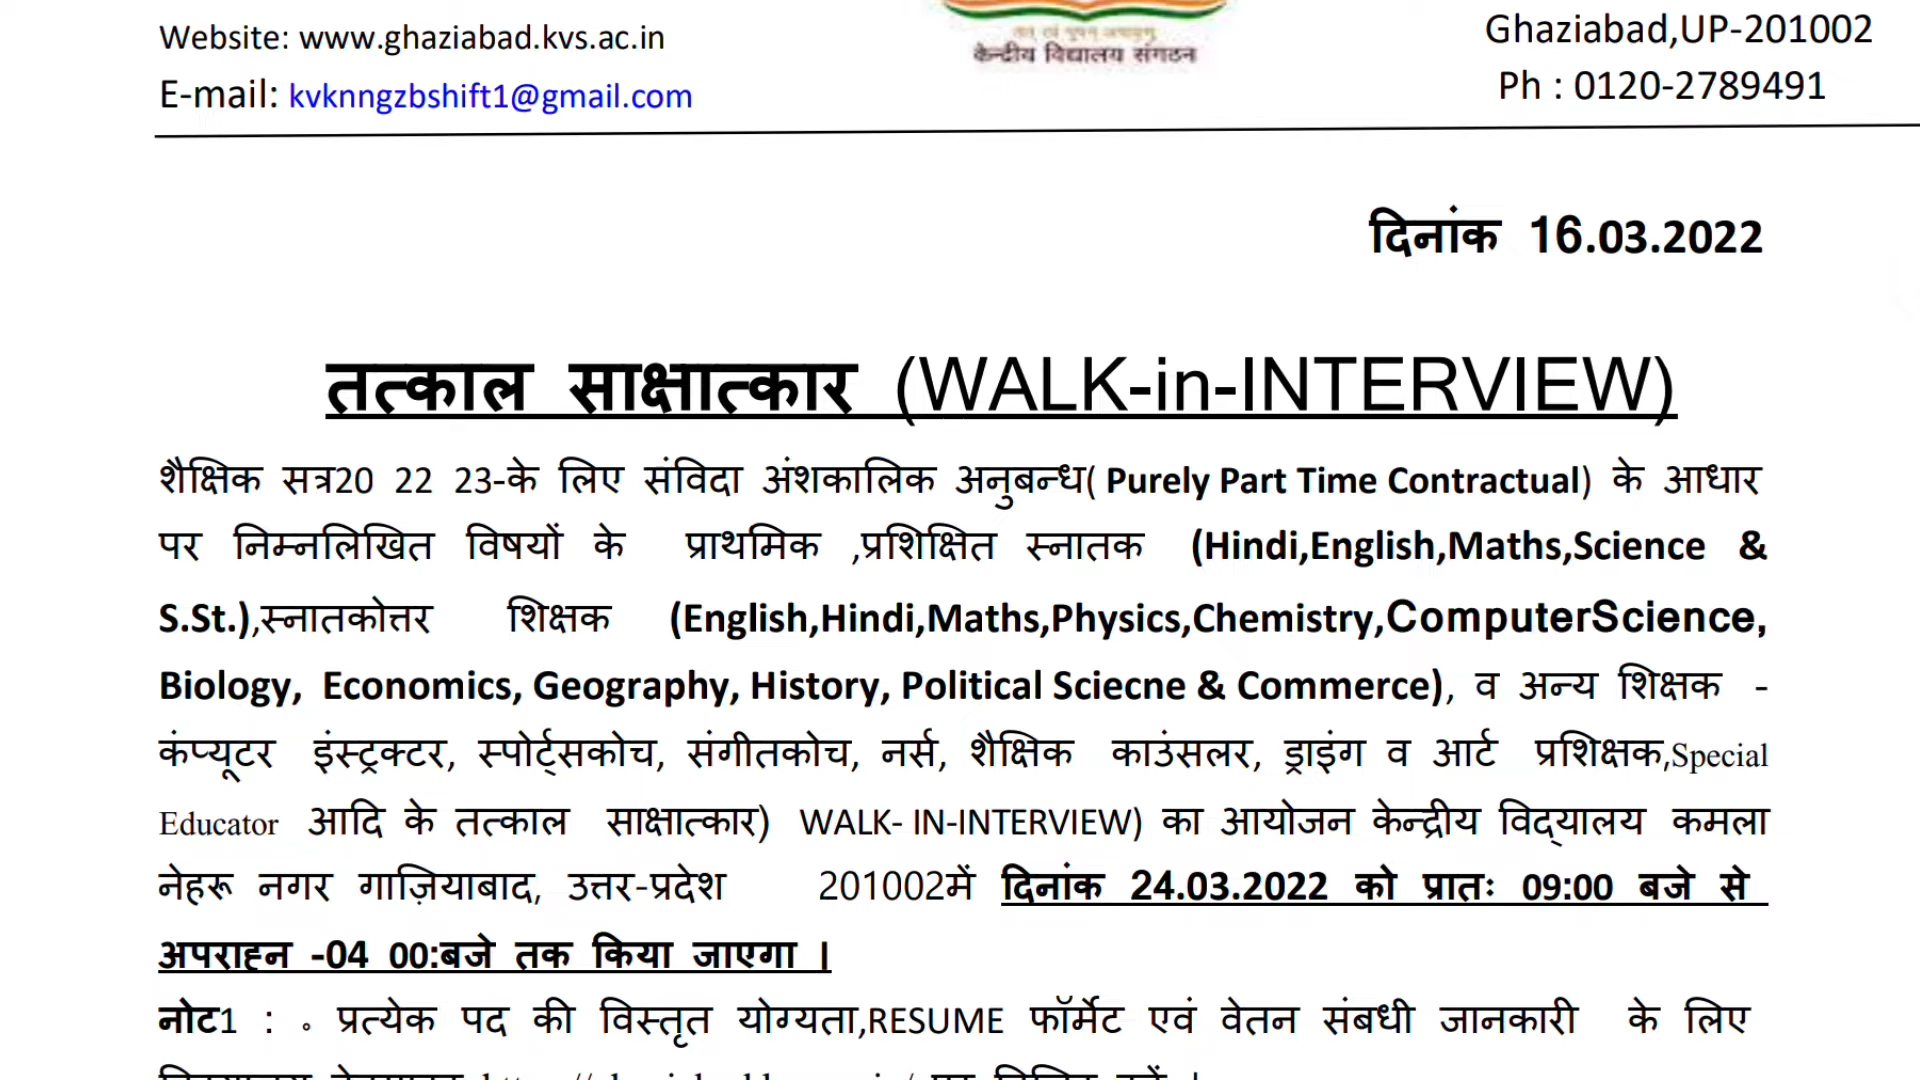 Website: www.ghaziabad.kvs.ac.in
E-mail: kvknngzbshift1@gmail.com
केन्द्रीय विद्यालय संगठन
Ghaziabad,UP-201002
Ph : 0120-2789491
दिनांक 16.03.2022
तत्काल साक्षात्कार (WALK-in-INTERVIEW)
शैक्षिक सत्र20 22 23-के लिए संविदा अंशकालिक अनुबन्ध( Purely Part Time Contractual) के आधार
पर निम्नलिखित विषयों के प्राथमिक ,प्रशिक्षित स्नातक (Hindi,English,Maths,Science &
S.St.),स्नातकोत्तर शिक्षक (English,Hindi,Maths,Physics,Chemistry,ComputerScience,
Biology, Economics, Geography, History, Political Sciecne & Commerce), व अन्य शिक्षक -
कंप्यूटर इंस्ट्रक्टर, स्पोर्ट्सकोच, संगीतकोच, नर्स, शैक्षिक काउंसलर, ड्राइंग व आर्ट प्रशिक्षक,Special
Educator आदि के तत्काल साक्षात्कार) WALK- IN-INTERVIEW) का आयोजन केन्द्रीय विद्यालय कमला
नेहरू नगर गाज़ियाबाद, उत्तर-प्रदेश 201002में दिनांक 24.03.2022 को प्रातः 09:00 बजे से
अपराह्न -04 00:बजे तक किया जाएगा |
नोट1 : ॰ प्रत्येक पद की विस्तृत योग्यता,RESUME फॉर्मेट एवं वेतन संबधी जानकारी के लिए